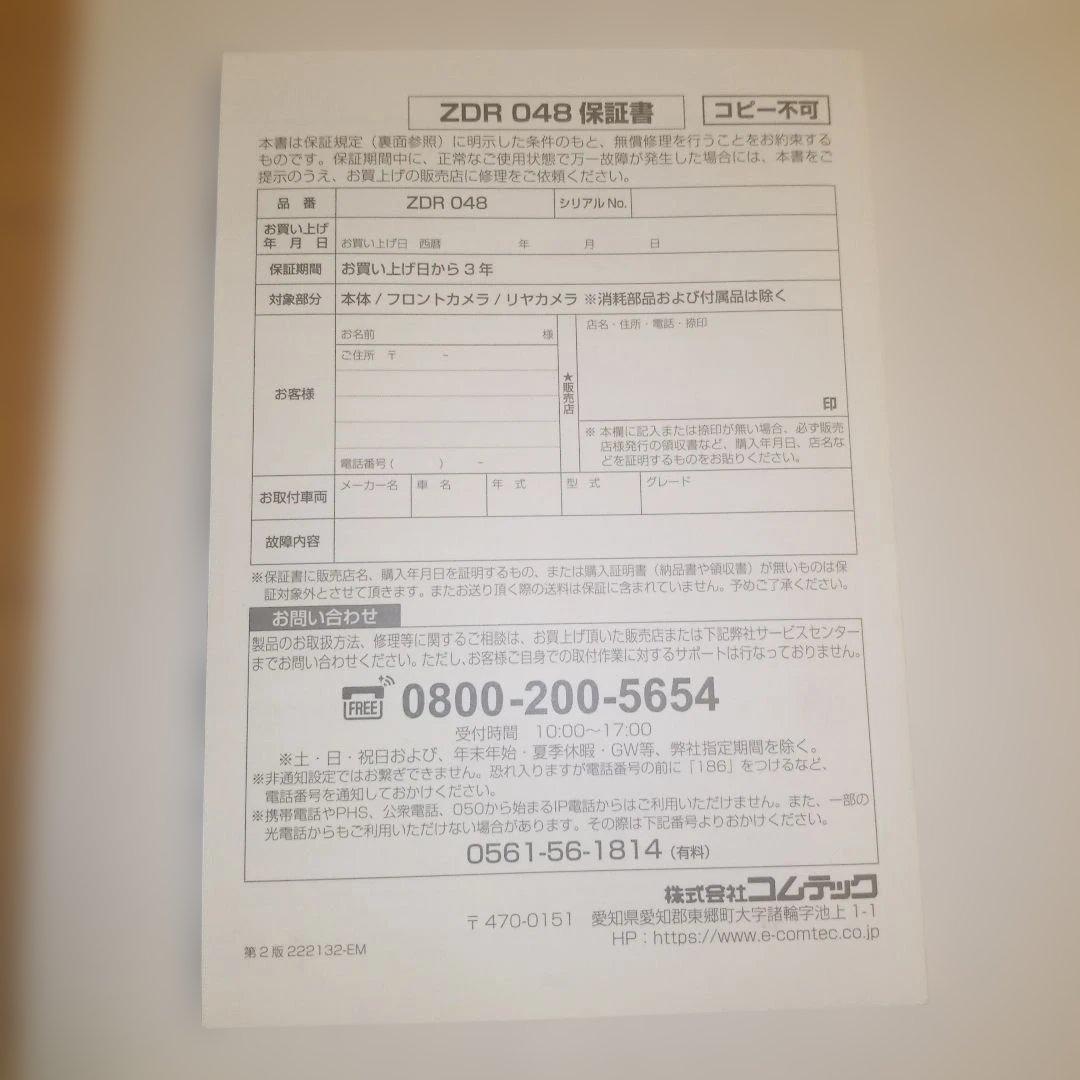 ZDR 048 保証書 コピー不可
本書は保証規定（裏面参照）に明示した条件のもと、無償修理を行うことをお約束する
ものです。保証期間中に、正常なご使用状態で万一故障が発生した場合には、本書をご
提示のうえ、お買上げの販売店に修理をご依頼ください。
品 番 ZDR 048 シリアルNo.
お買い上げ
年 月 日 お買い上げ日 西暦 年 月 日
保証期間 お買い上げ日から3年
対象部分 本体 / フロントカメラ / リヤカメラ ※消耗部品および付属品は除く
お客様
お名前 様
ご住所 〒 −
電話番号 ( ) −
★販売店
店名・住所・電話・捺印
印
※ 本欄に記入または捺印が無い場合、必ず販売
店様発行の領収書など、購入年月日、店名な
どを証明するものをお貼りください。
お取付車両 メーカー名 車 名 年 式 型 式 グレード
故障内容
※保証書に販売店名、購入年月日を証明するもの、または購入証明書（納品書や領収書）が無いものは保
証対象外とさせて頂きます。またお送り頂く際の送料は保証に含まれていません。予めご了承ください。
お問い合わせ
製品のお取扱方法、修理等に関するご相談は、お買上げ頂いた販売店または下記弊社サービスセンター
までお問い合わせください。ただし、お客様ご自身での取付作業に対するサポートは行なっておりません。
FREE 0800-200-5654
受付時間 10:00〜17:00
※土・日・祝日および、年末年始・夏季休暇・GW等、弊社指定期間を除く。
※非通知設定ではお繋ぎできません。恐れ入りますが電話番号の前に「186」をつけるなど、
電話番号を通知しておかけください。
※携帯電話やPHS、公衆電話、050から始まるIP電話からはご利用いただけません。また、一部の
光電話からもご利用いただけない場合があります。その際は下記番号よりおかけください。
0561-56-1814（有料）
株式会社コムテック
〒470-0151 愛知県愛知郡東郷町大字諸輪字池上 1-1
HP : https://www.e-comtec.co.jp
第2版 222132-EM